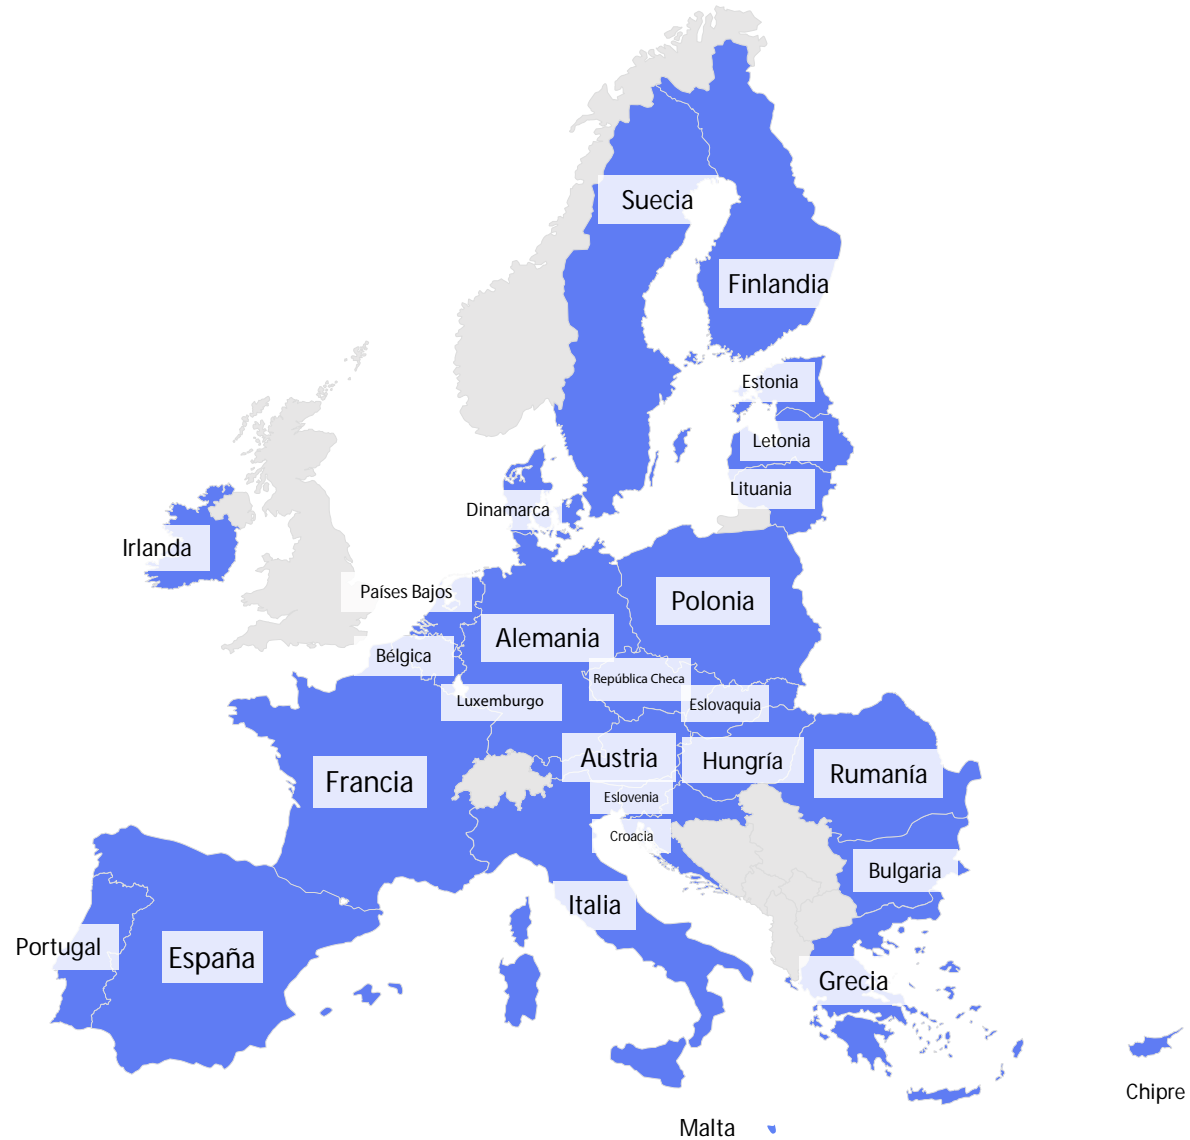 Suecia
Finlandia
Estonia
Letonia
Lituania
Dinamarca
Irlanda
Países Bajos
Polonia
Alemania
Bélgica
República Checa
Luxemburgo
Eslovaquia
Austria
Hungría
Rumanía
Francia
Eslovenia
Croacia
Bulgaria
Italia
Portugal
España
Grecia
Chipre
Malta